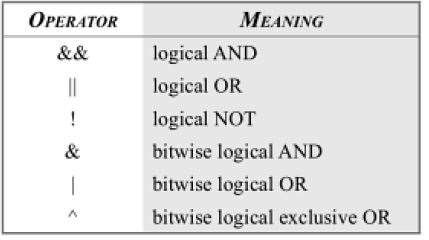 OPERATOR MEANING
&& logical AND
|| logical OR
! logical NOT
& bitwise logical AND
| bitwise logical OR
^ bitwise logical exclusive OR